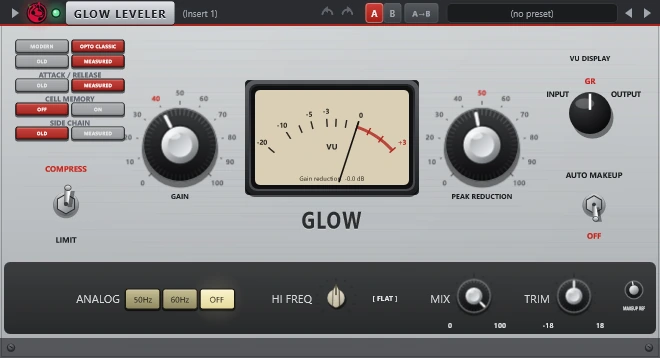 GLOW LEVELER (Insert 1) A B A→B (no preset)
MODERN OPTO CLASSIC
OLD MEASURED
ATTACK / RELEASE
OLD MEASURED
CELL MEMORY
OFF ON
SIDE CHAIN
OLD MEASURED
COMPRESS
LIMIT
0 10 20 30 40 50 60 70 80 90 100
GAIN
-20 -10 -5 -3 0 +3
VU
Gain reduction -0.0 dB
GLOW
0 10 20 30 40 50 60 70 80 90 100
PEAK REDUCTION
VU DISPLAY
GR
INPUT OUTPUT
AUTO MAKEUP
OFF
ANALOG 50Hz 60Hz OFF HI FREQ [ FLAT ] MIX TRIM
0 100 -18 18
MAKEUP REF